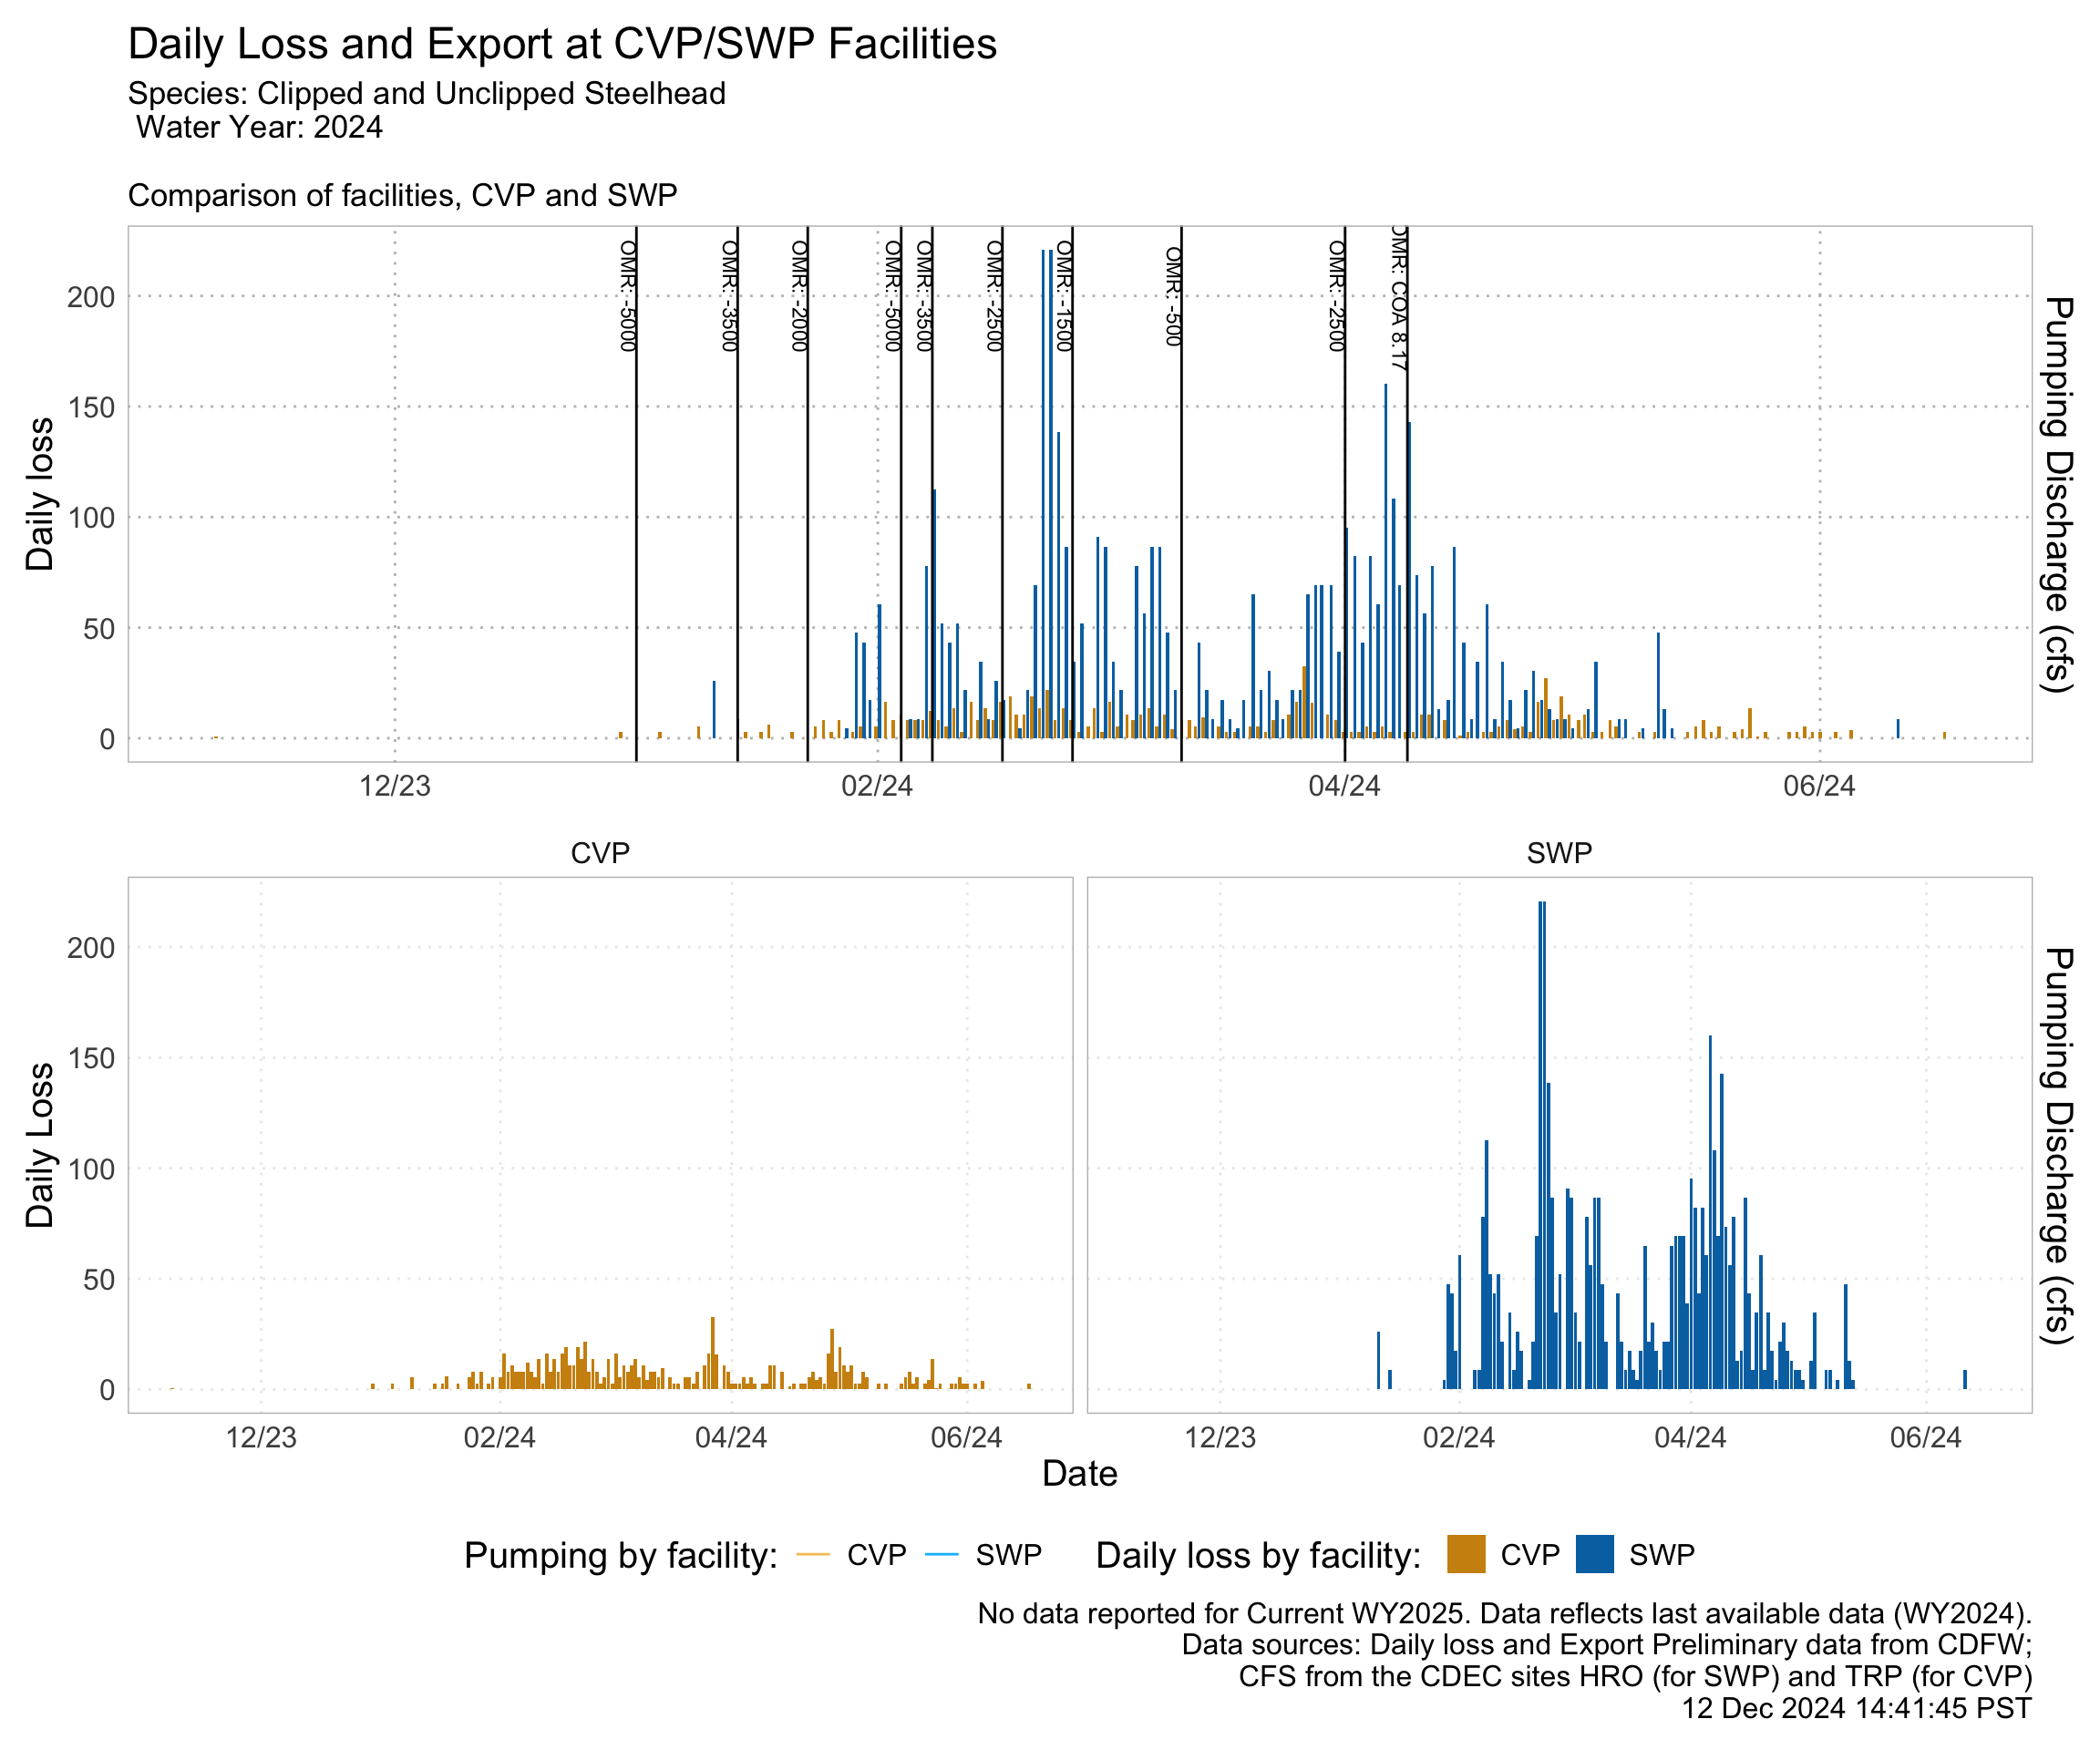 Daily Loss and Export at CVP/SWP Facilities
Species: Clipped and Unclipped Steelhead
Water Year: 2024
Comparison of facilities, CVP and SWP
Daily loss
200
150
100
50
0
OMR: -5000
OMR: -3500
OMR: -2000
OMR: -5000
OMR: -3500
OMR: -2500
OMR: -1500
OMR: -500
OMR: -2500
OMR: COA 8.17
Pumping Discharge (cfs)
12/23
02/24
04/24
06/24
CVP
SWP
Daily Loss
200
150
100
50
0
Pumping Discharge (cfs)
12/23
02/24
04/24
06/24
12/23
02/24
04/24
06/24
Date
Pumping by facility: CVP SWP Daily loss by facility: CVP SWP
No data reported for Current WY2025. Data reflects last available data (WY2024).
Data sources: Daily loss and Export Preliminary data from CDFW;
CFS from the CDEC sites HRO (for SWP) and TRP (for CVP)
12 Dec 2024 14:41:45 PST